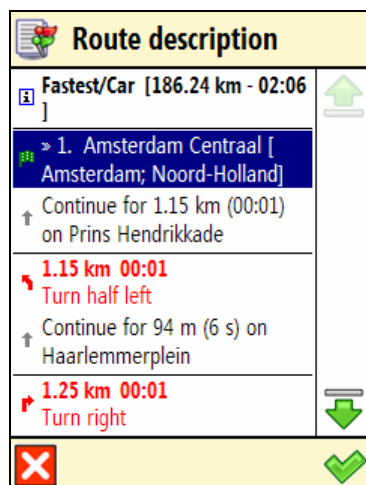 Route description
Fastest/Car [186.24 km - 02:06
]
» 1. Amsterdam Centraal [
Amsterdam; Noord-Holland]
Continue for 1.15 km (00:01)
on Prins Hendrikkade
1.15 km 00:01
Turn half left
Continue for 94 m (6 s) on
Haarlemmerplein
1.25 km 00:01
Turn right